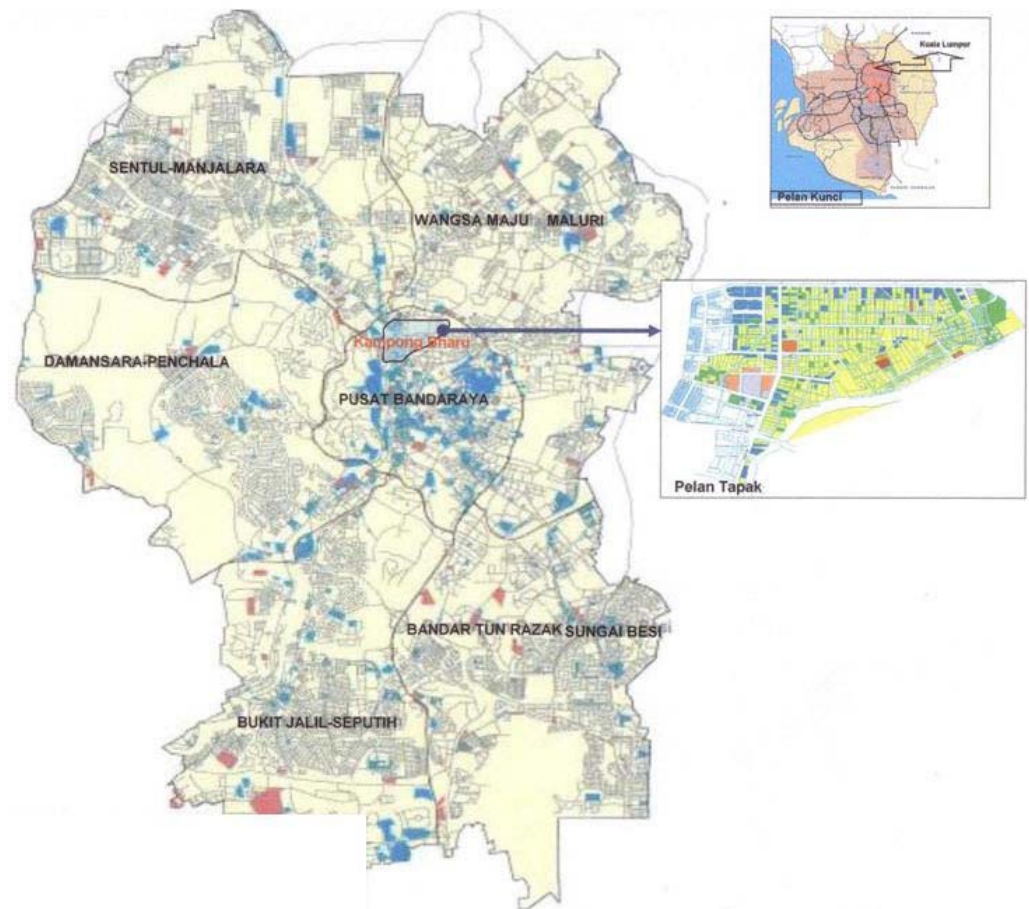 Kuala Lumpur
Pelan Kunci
SENTUL-MANJALARA
WANGSA MAJU MALURI
Kampong Bharu
DAMANSARA-PENCHALA
PUSAT BANDARAYA
Pelan Tapak
BANDAR TUN RAZAK SUNGAI BESI
BUKIT JALIL-SEPUTIH